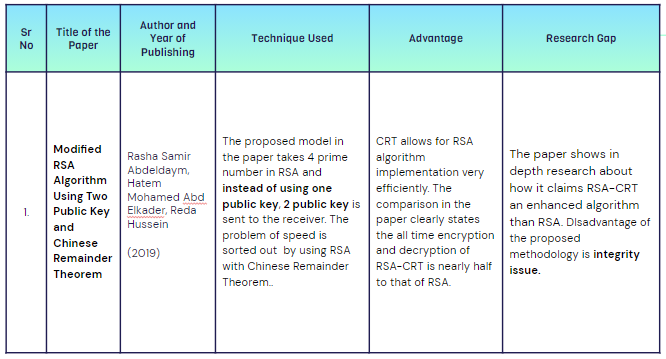 Sr
No
Title of the
Paper
Author and
Year of
Publishing
Technique Used
Advantage
Research Gap
1.
Modified
RSA
Algorithm
Using Two
Public Key
and
Chinese
Remainder
Theorem
Rasha Samir
Abdeldaym,
Hatem
Mohamed Abd
Elkader, Reda
Hussein
(2019)
The proposed model in
the paper takes 4 prime
number in RSA and
instead of using one
public key, 2 public key is
sent to the receiver. The
problem of speed is
sorted out by using RSA
with Chinese Remainder
Theorem..
CRT allows for RSA
algorithm
implementation very
efficiently. The
comparison in the
paper clearly states
the all time encryption
and decryption of
RSA-CRT is nearly half
to that of RSA.
The paper shows in
depth research about
how it claims RSA-CRT
an enhanced algorithm
than RSA. DIsadvantage of
the proposed
methodology is integrity
issue.